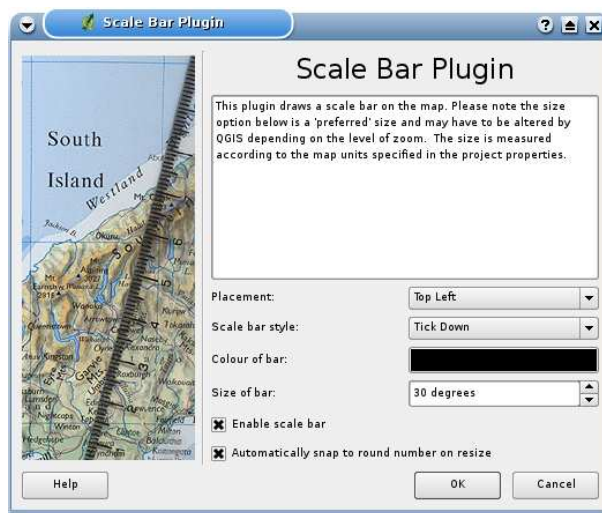 Scale Bar Plugin
Scale Bar Plugin
This plugin draws a scale bar on the map. Please note the size
option below is a 'preferred' size and may have to be altered by
QGIS depending on the level of zoom.  The size is measured
according to the map units specified in the project properties.
South
Island
Westland
Placement:
Top Left
Scale bar style:
Tick Down
Colour of bar:
Size of bar:
30 degrees
Enable scale bar
Automatically snap to round number on resize
Help
OK
Cancel